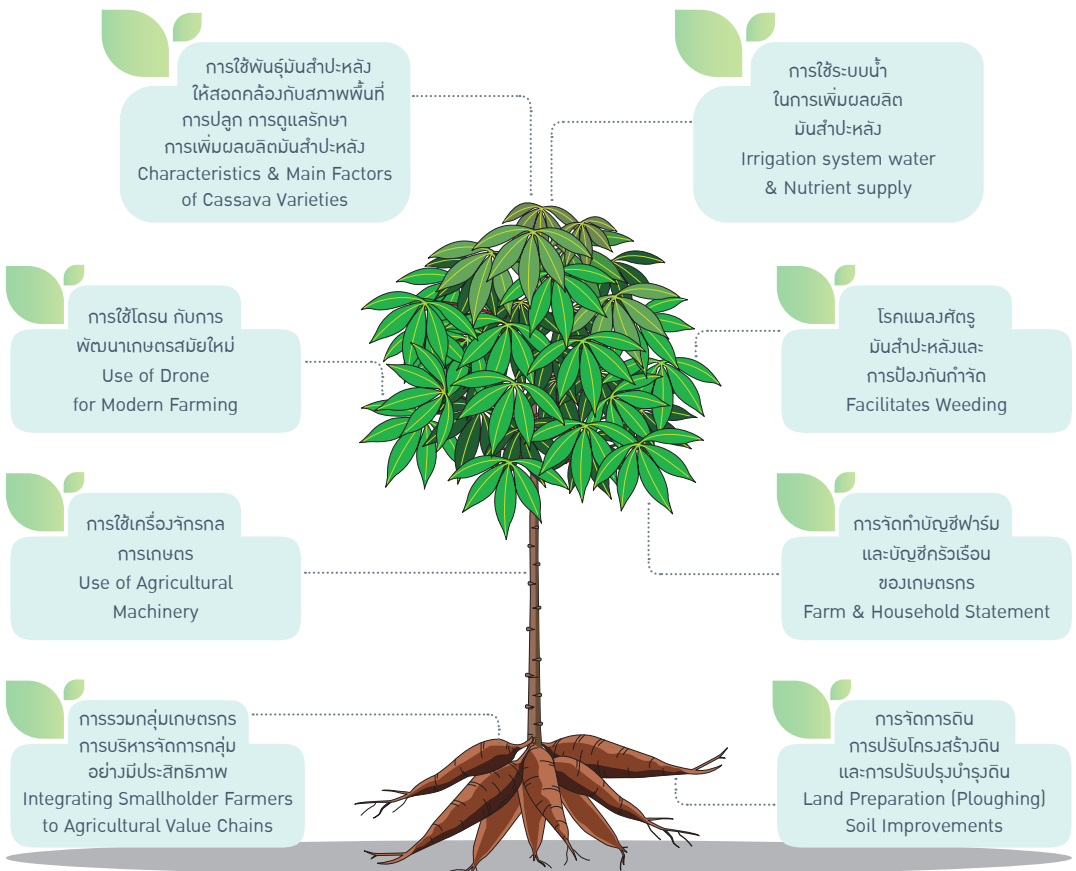 การใช้พันธุ์มันสำปะหลัง
ให้สอดคล้องกับสภาพพื้นที่
การปลูก การดูแลรักษา
การเพิ่มผลผลิตมันสำปะหลัง
Characteristics & Main Factors
of Cassava Varieties
การใช้ระบบน้ำ
ในการเพิ่มผลผลิต
มันสำปะหลัง
Irrigation system water
& Nutrient supply
การใช้โดรน กับการ
พัฒนาเกษตรสมัยใหม่
Use of Drone
for Modern Farming
โรคแมลงศัตรู
มันสำปะหลังและ
การป้องกันกำจัด
Facilitates Weeding
การใช้เครื่องจักรกล
การเกษตร
Use of Agricultural
Machinery
การจัดทำบัญชีฟาร์ม
และบัญชีครัวเรือน
ของเกษตรกร
Farm & Household Statement
การรวมกลุ่มเกษตรกร
การบริหารจัดการกลุ่ม
อย่างมีประสิทธิภาพ
Integrating Smallholder Farmers
to Agricultural Value Chains
การจัดการดิน
การปรับโครงสร้างดิน
และการปรับปรุงบำรุงดิน
Land Preparation (Ploughing)
Soil Improvements